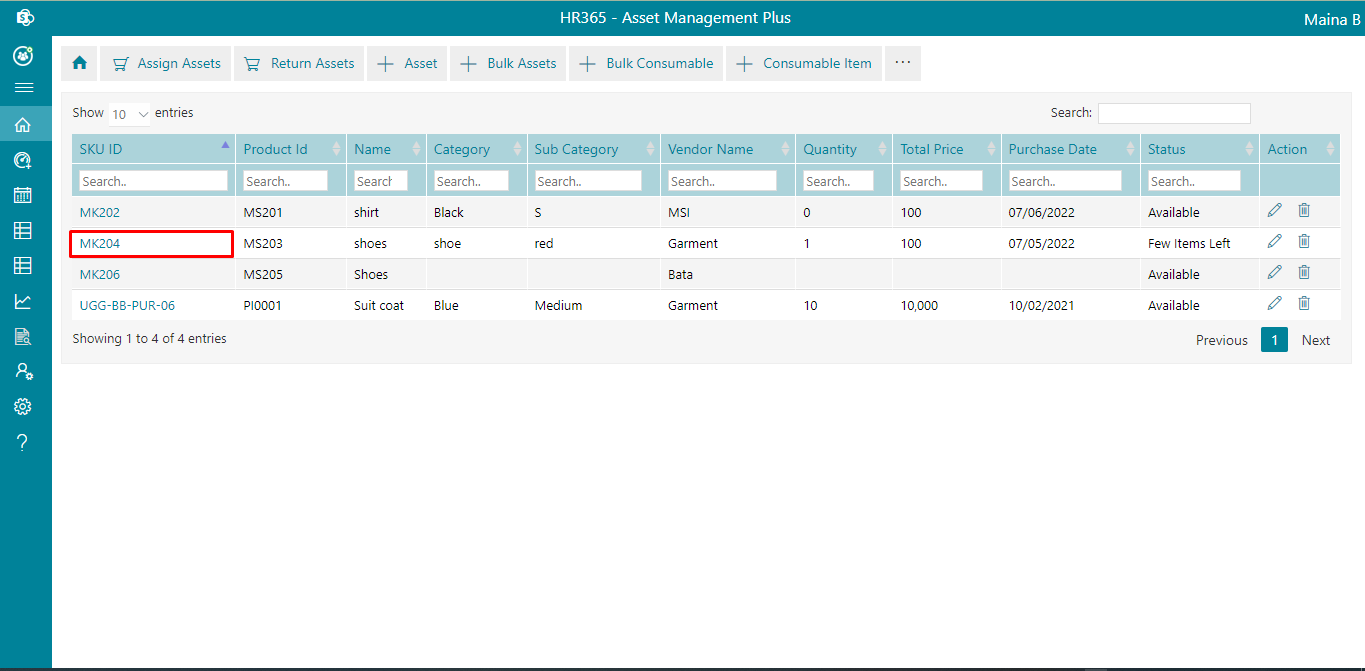 HR365 - Asset Management Plus
Maina B
Assign Assets Return Assets Asset Bulk Assets Bulk Consumable Consumable Item ...
Show 10 entries Search:
SKU ID Product Id Name Category Sub Category Vendor Name Quantity Total Price Purchase Date Status Action
Search.. Search.. Search Search.. Search.. Search.. Search.. Search.. Search.. Search..
MK202 MS201 shirt Black S MSI 0 100 07/06/2022 Available
MK204 MS203 shoes shoe red Garment 1 100 07/05/2022 Few Items Left
MK206 MS205 Shoes Bata Available
UGG-BB-PUR-06 PI0001 Suit coat Blue Medium Garment 10 10,000 10/02/2021 Available
Showing 1 to 4 of 4 entries Previous 1 Next